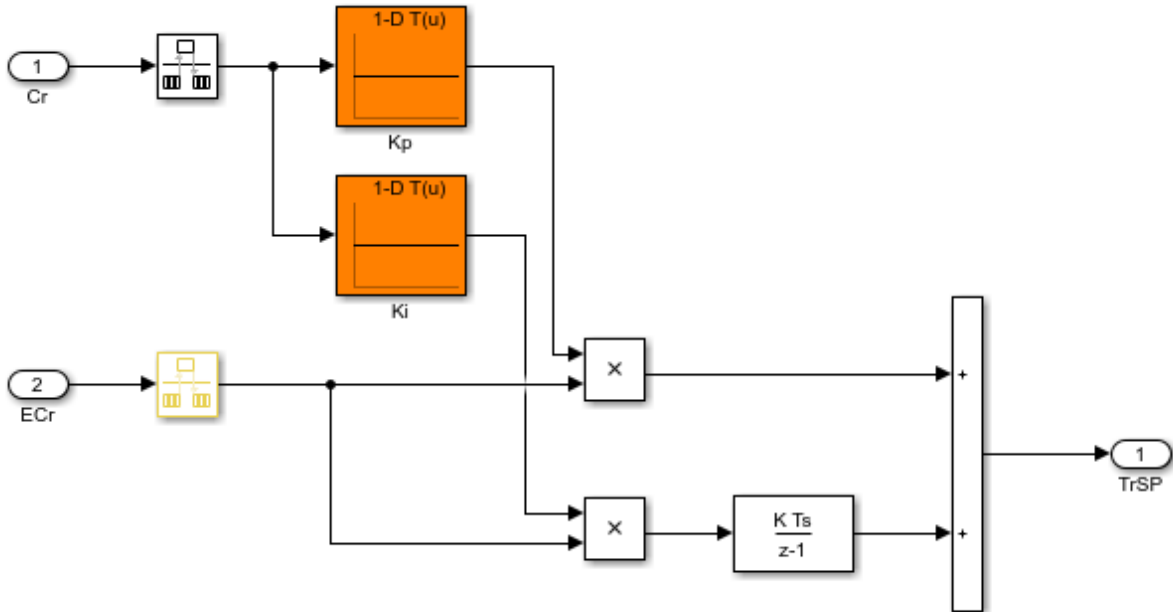 1
Cr
1-D T(u)
Kp
1-D T(u)
Ki
2
ECr
×
×
K Ts
z-1
+
+
1
TrSP